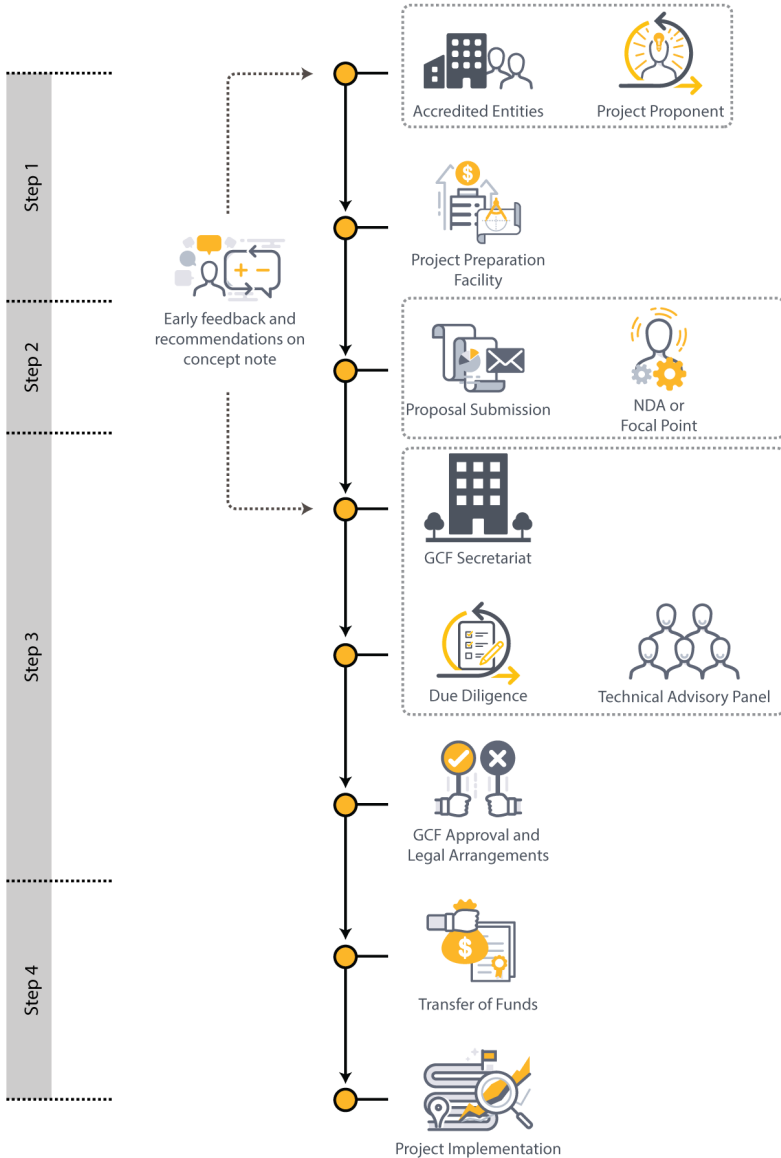 Step 1
Accredited Entities
Project Proponent
Project Preparation
Facility
Early feedback and
recommendations on
concept note
Step 2
Proposal Submission
NDA or
Focal Point
Step 3
GCF Secretariat
Due Diligence
Technical Advisory Panel
GCF Approval and
Legal Arrangements
Step 4
$
Transfer of Funds
Project Implementation